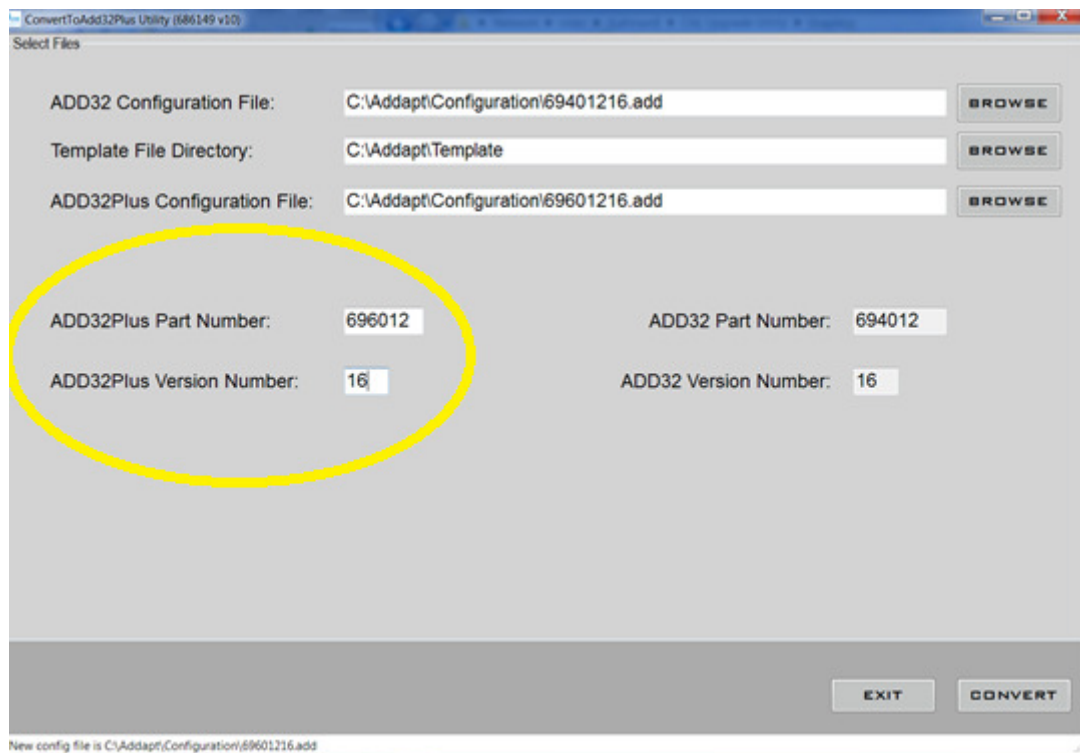 ConvertToAdd32Plus Utility (686149 v10)
Select Files
ADD32 Configuration File: C:\Addapt\Configuration\69401216.add BROWSE
Template File Directory: C:\Addapt\Template BROWSE
ADD32Plus Configuration File: C:\Addapt\Configuration\69601216.add BROWSE
ADD32Plus Part Number: 696012 ADD32 Part Number: 694012
ADD32Plus Version Number: 16 ADD32 Version Number: 16
EXIT CONVERT
New config file is C:\Addapt\Configuration\69601216.add